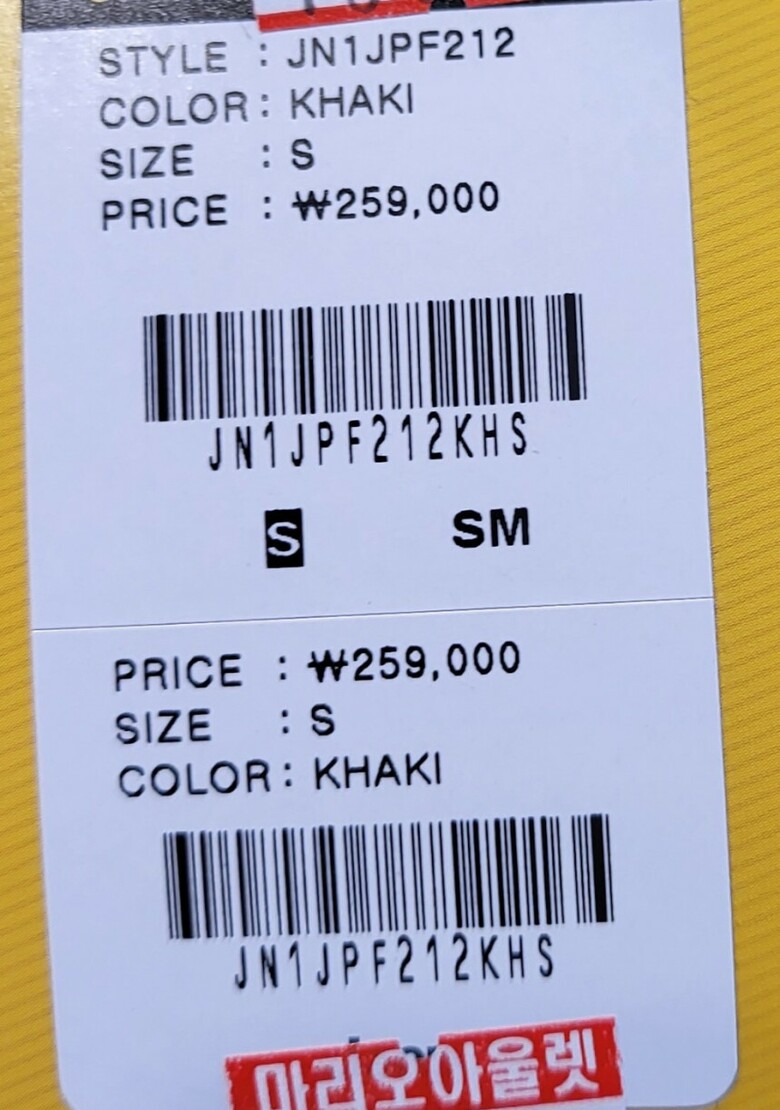 STYLE : JN1JPF212
COLOR : KHAKI
SIZE : S
PRICE : ₩259,000
JN1JPF212KHS
S SM
PRICE : ₩259,000
SIZE : S
COLOR : KHAKI
JN1JPF212KHS
마리오아울렛